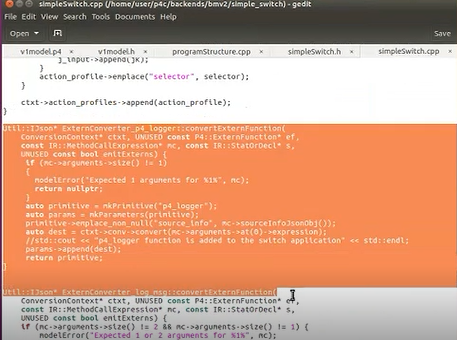 simpleSwitch.cpp (/home/user/p4c/backends/bmv2/simple_switch) - gedit
File Edit View Search Tools Documents Help
Open Save
v1model.p4 × v1model.h × programStructure.cpp × simpleSwitch.h × simpleSwitch.cpp ×
j_input->append(jk);
}
action_profile->emplace("selector", selector);
}
ctxt->action_profiles->append(action_profile);
}
Util::IJson* ExternConverter_p4_logger::convertExternFunction(
ConversionContext* ctxt, UNUSED const P4::ExternFunction* ef,
const IR::MethodCallExpression* mc, const IR::StatOrDecl* s,
UNUSED const bool emitExterns) {
if (mc->arguments->size() != 1)
{
modelError("Expected 1 arguments for %1%", mc);
return nullptr;
}
auto primitive = mkPrimitive("p4_logger");
auto params = mkParameters(primitive);
primitive->emplace_non_null("source_info", mc->sourceInfoJsonObj());
auto dest = ctxt->conv->convert(mc->arguments->at(0)->expression);
//std::cout << "p4_logger function is added to the switch application" << std::endl;
params->append(dest);
return primitive;
}
Util::IJson* ExternConverter_log_msg::convertExternFunction(
ConversionContext* ctxt, UNUSED const P4::ExternFunction* ef,
const IR::MethodCallExpression* mc, const IR::StatOrDecl* s,
UNUSED const bool emitExterns) {
if (mc->arguments->size() != 2 && mc->arguments->size() != 1) {
modelError("Expected 1 or 2 arguments for %1%", mc);